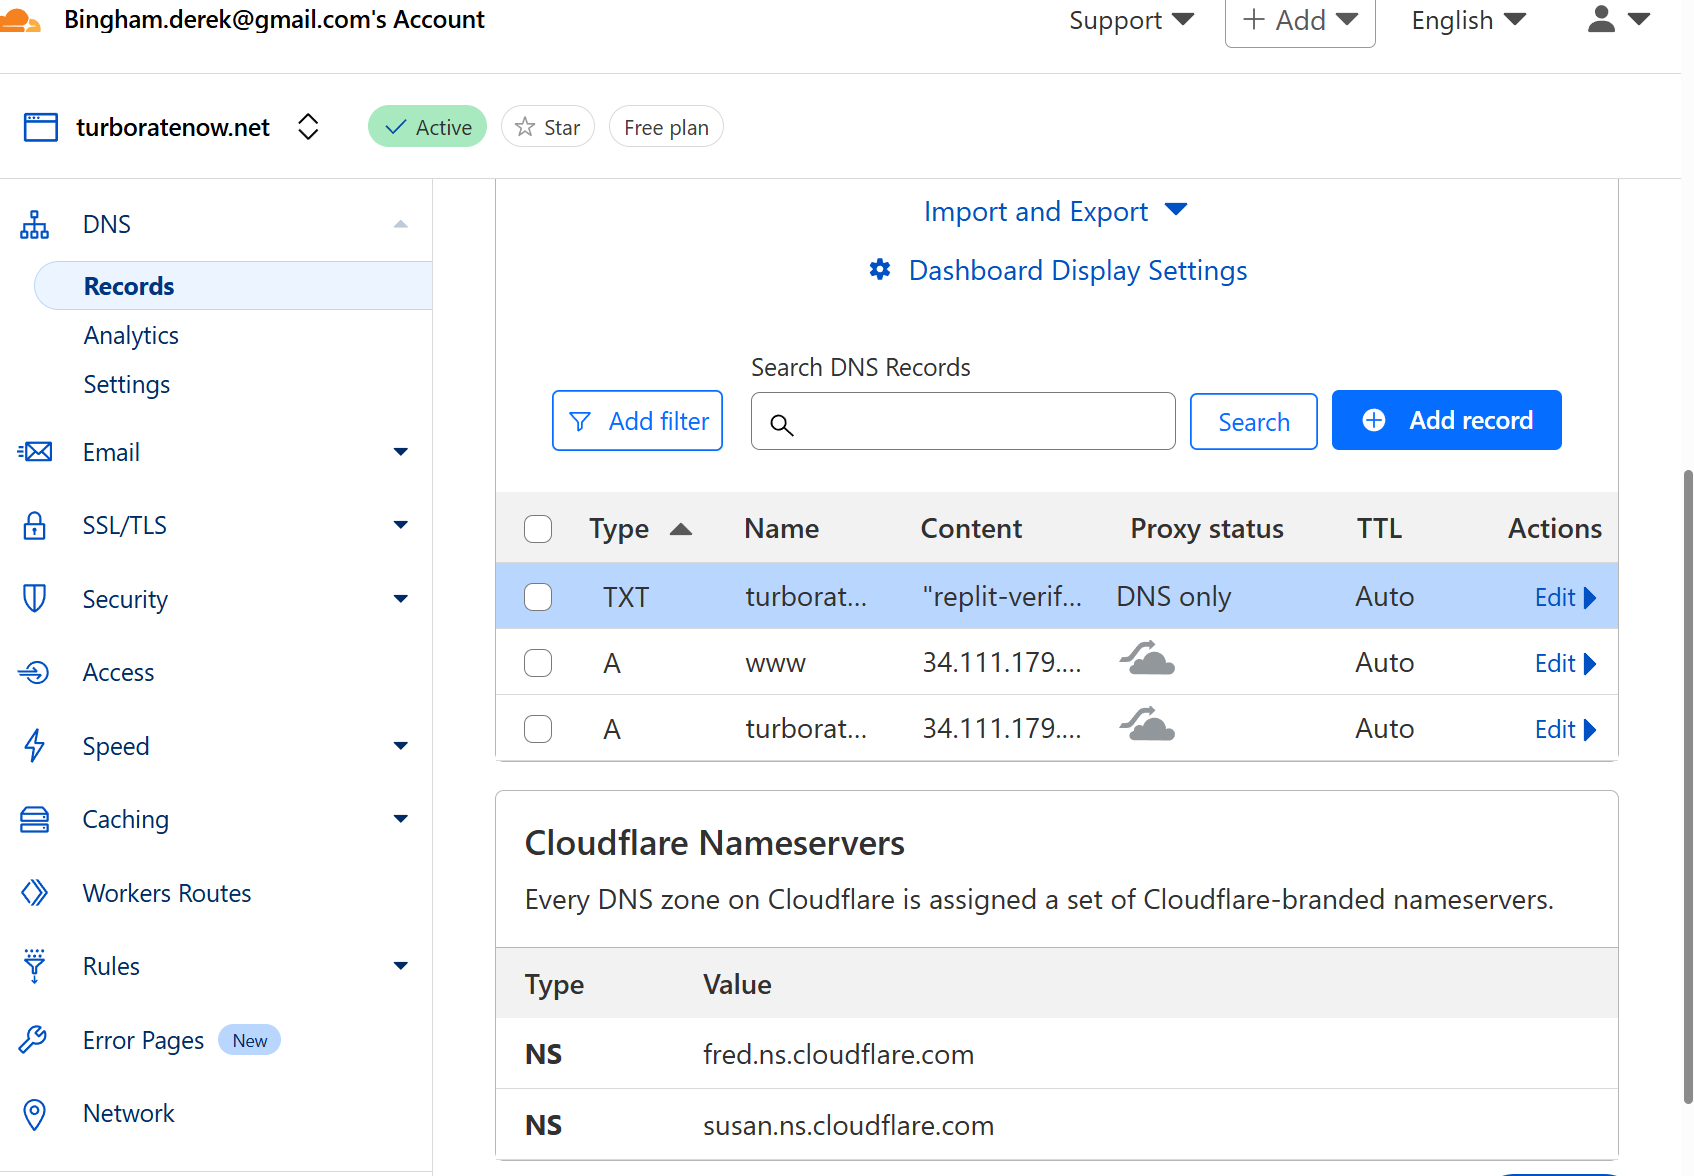 Bingham.derek@gmail.com's Account
Support
Add
English
turboratenow.net
Active
Star
Free plan
DNS
Records
Analytics
Settings
Email
SSL/TLS
Security
Access
Speed
Caching
Workers Routes
Rules
Error Pages New
Network
Import and Export
Dashboard Display Settings
Search DNS Records
Add filter
Search
Add record
Type Name Content Proxy status TTL Actions
TXT turborat... "replit-verif... DNS only Auto Edit
A www 34.111.179.... Auto Edit
A turborat... 34.111.179.... Auto Edit
Cloudflare Nameservers
Every DNS zone on Cloudflare is assigned a set of Cloudflare-branded nameservers.
Type Value
NS fred.ns.cloudflare.com
NS susan.ns.cloudflare.com